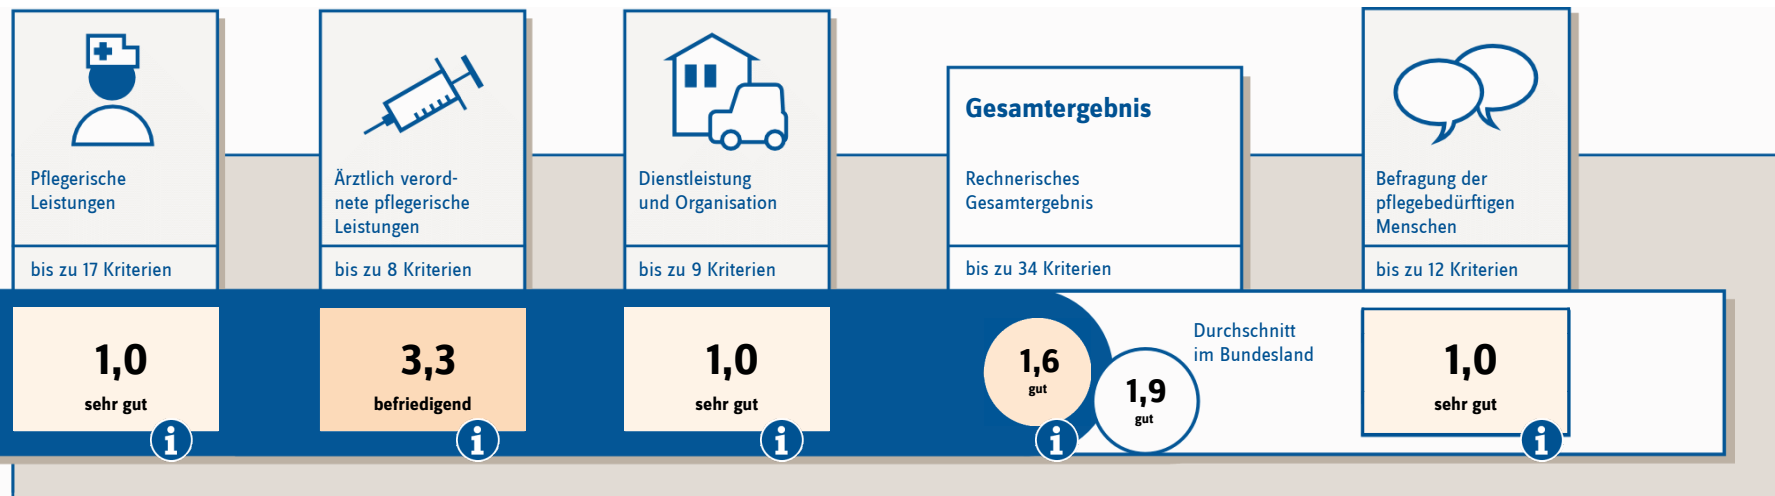 Pflegerische
Leistungen
bis zu 17 Kriterien
1,0
sehr gut
i
Ärztlich verord-
nete pflegerische
Leistungen
bis zu 8 Kriterien
3,3
befriedigend
i
Dienstleistung
und Organisation
bis zu 9 Kriterien
1,0
sehr gut
i
Gesamtergebnis
Rechnerisches
Gesamtergebnis
bis zu 34 Kriterien
1,6
gut
i
1,9
gut
Durchschnitt
im Bundesland
Befragung der
pflegebedürftigen
Menschen
bis zu 12 Kriterien
1,0
sehr gut
i